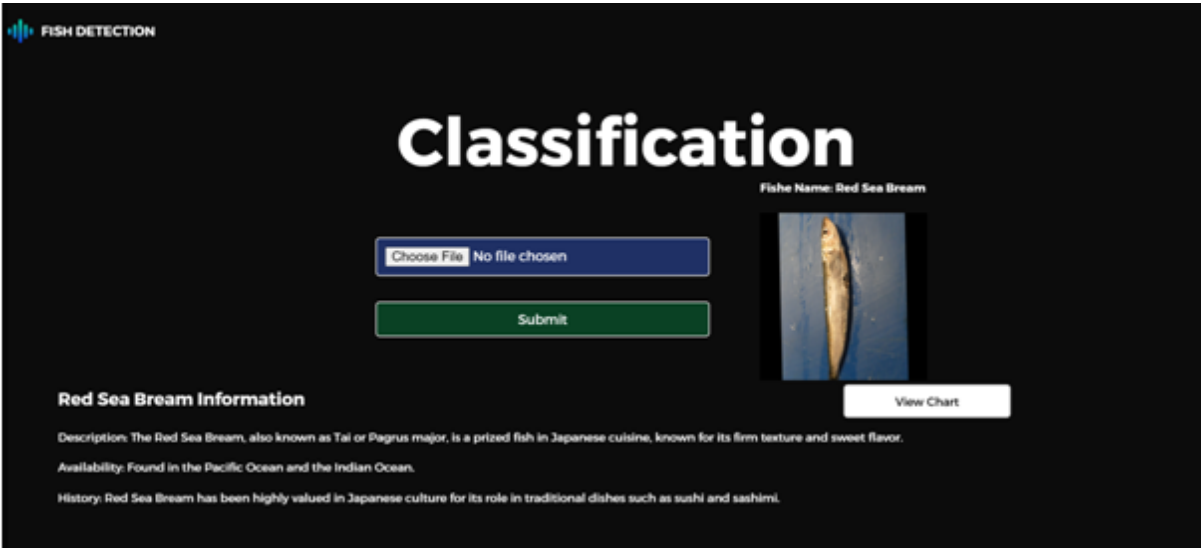 FISH DETECTION
Classification
Fishe Name: Red Sea Bream
Choose File No file chosen
Submit
Red Sea Bream Information
View Chart
Description: The Red Sea Bream, also known as Tai or Pagrus major, is a prized fish in Japanese cuisine, known for its firm texture and sweet flavor.
Availability: Found in the Pacific Ocean and the Indian Ocean.
History: Red Sea Bream has been highly valued in Japanese culture for its role in traditional dishes such as sushi and sashimi.